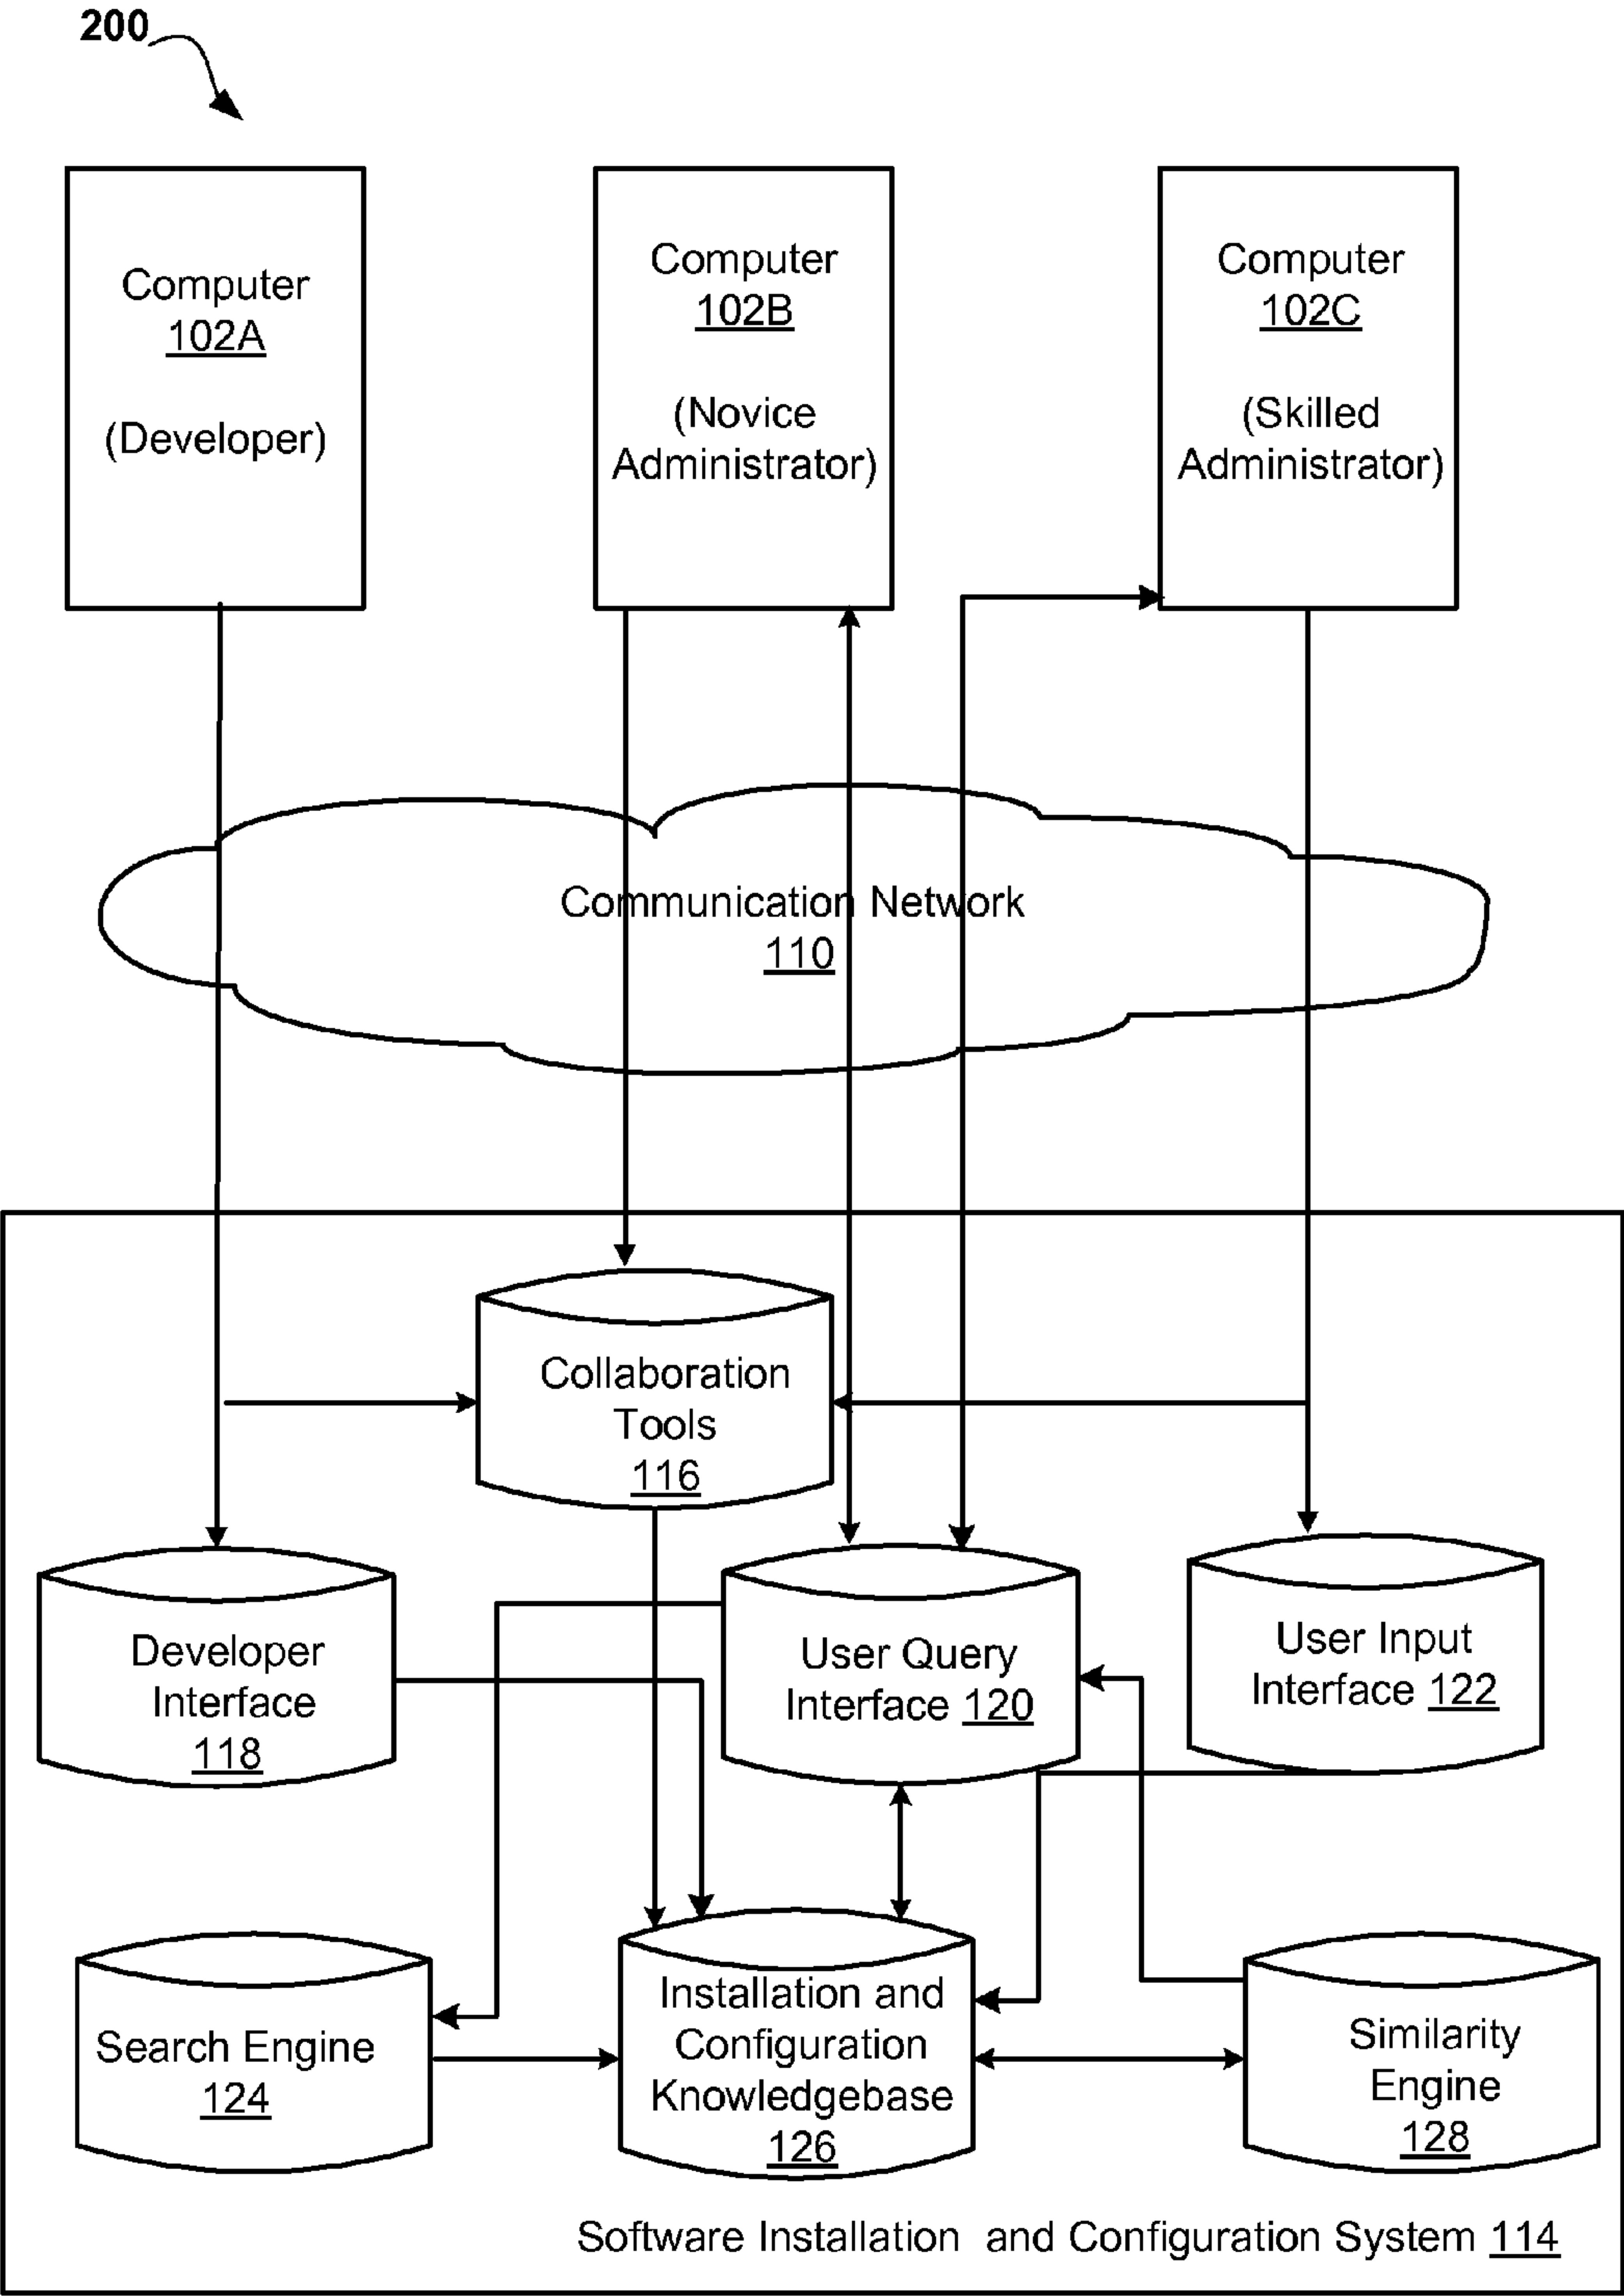 200
Computer
102A
(Developer)
Computer
102B
(Novice
Administrator)
Computer
102C
(Skilled
Administrator)
Communication Network
110
Collaboration
Tools
116
Developer
Interface
118
User Query
Interface 120
User Input
Interface 122
Search Engine
124
Installation and
Configuration
Knowledgebase
126
Similarity
Engine
128
Software Installation and Configuration System 114